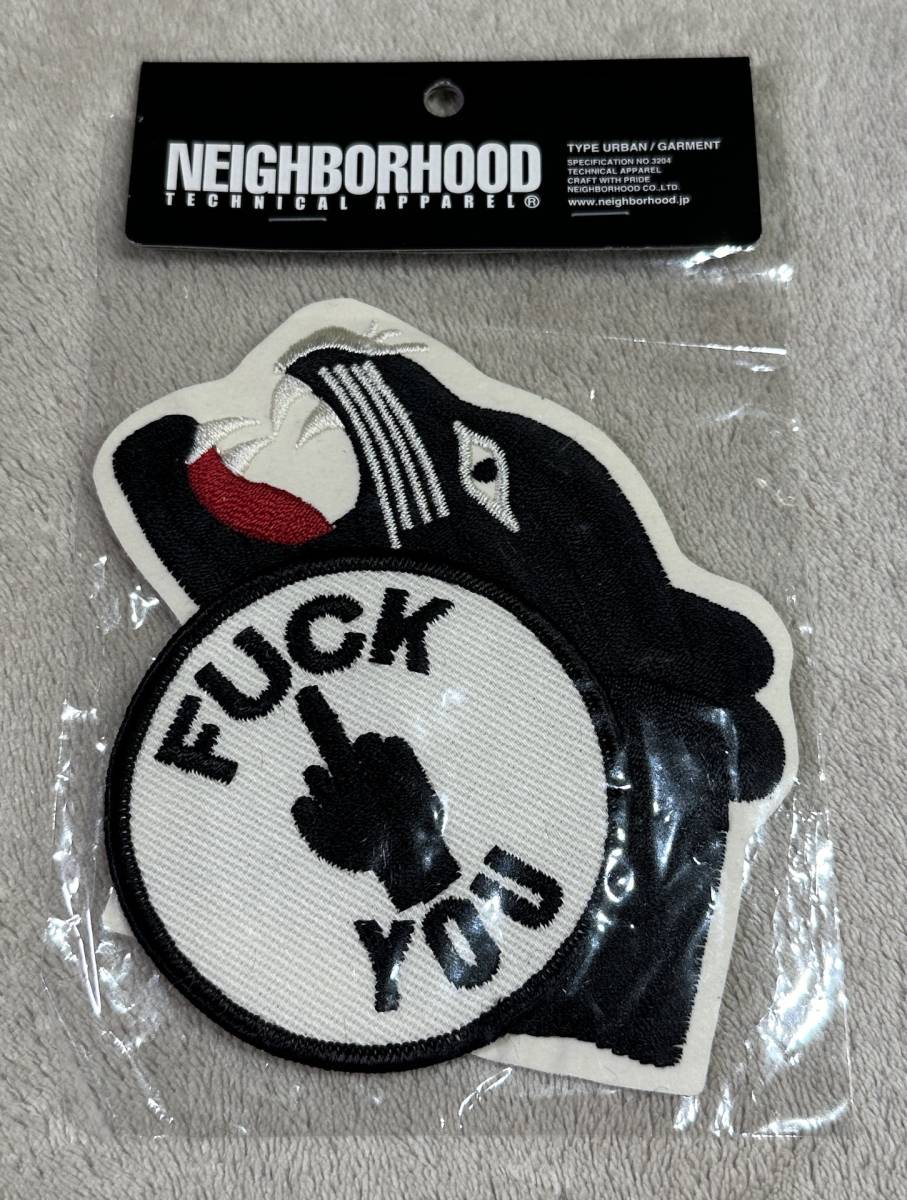 NEIGHBORHOOD
TECHNICAL APPAREL®
TYPE URBAN / GARMENT
SPECIFICATION NO.3204
TECHNICAL APPAREL
CRAFT WITH PRIDE
NEIGHBORHOOD CO.,LTD.
www.neighborhood.jp
FUCK
YOU